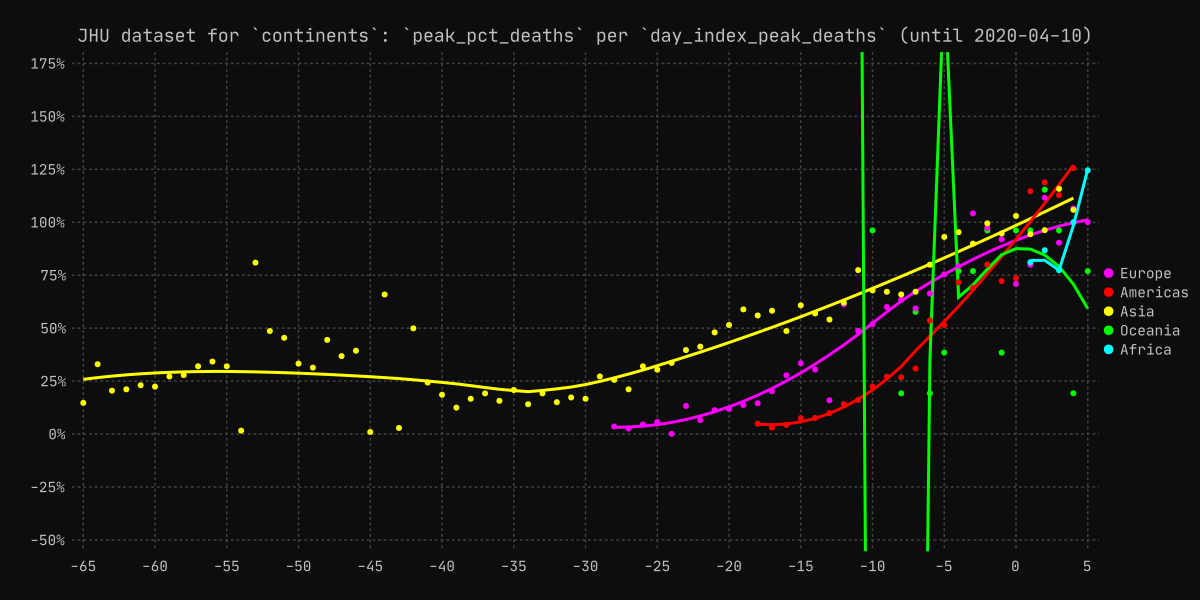 JHU dataset for `continents`: `peak_pct_deaths` per `day_index_peak_deaths` (until 2020-04-10)
175%
150%
125%
100%
75%
50%
25%
0%
-25%
-50%
-65 -60 -55 -50 -45 -40 -35 -30 -25 -20 -15 -10 -5 0 5
Europe
Americas
Asia
Oceania
Africa